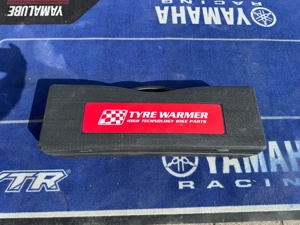 YAMALUBE
YAMAHA
RACING
TYRE WARMER
HIGH TECHNOLOGY BIKE PARTS
YAMAHA
RACING
YTR